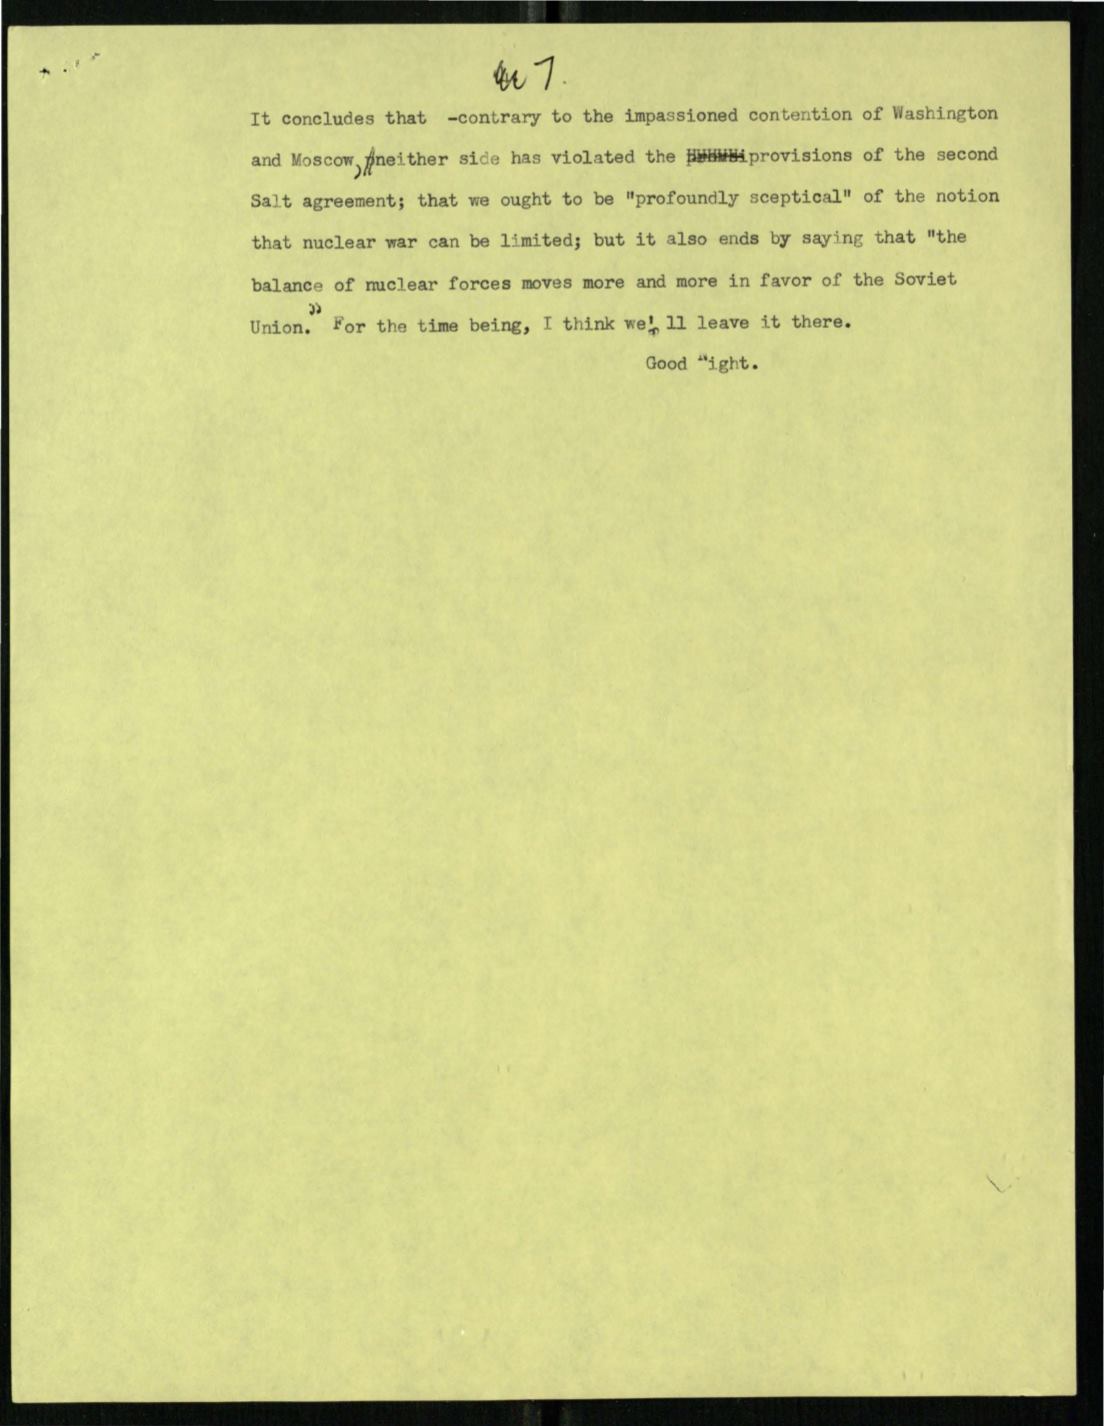 7.
It concludes that -contrary to the impassioned contention of Washington
and Moscow, neither side has violated the provisions of the second
Salt agreement; that we ought to be "profoundly sceptical" of the notion
that nuclear war can be limited; but it also ends by saying that "the
balance of nuclear forces moves more and more in favor of the Soviet
Union." For the time being, I think we'll leave it there.
Good Night.